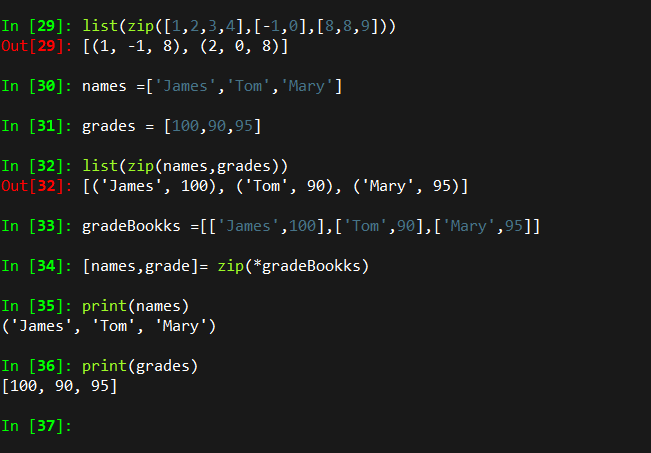 In [29]: list(zip([1,2,3,4],[-1,0],[8,8,9]))
Out[29]: [(1, -1, 8), (2, 0, 8)]
In [30]: names =['James','Tom','Mary']
In [31]: grades = [100,90,95]
In [32]: list(zip(names,grades))
Out[32]: [('James', 100), ('Tom', 90), ('Mary', 95)]
In [33]: gradeBookks =[['James',100],['Tom',90],['Mary',95]]
In [34]: [names,grade]= zip(*gradeBookks)
In [35]: print(names)
('James', 'Tom', 'Mary')
In [36]: print(grades)
[100, 90, 95]
In [37]: